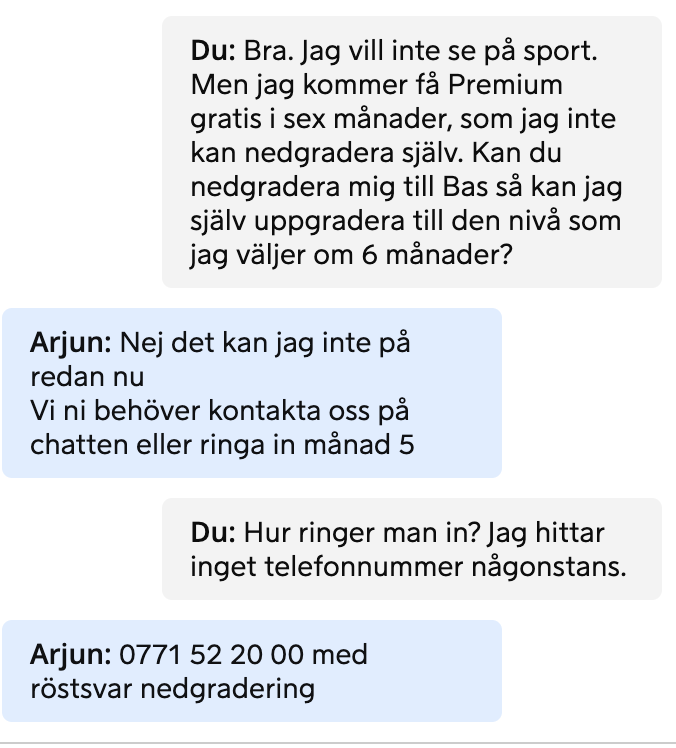 Du: Bra. Jag vill inte se på sport.
Men jag kommer få Premium
gratis i sex månader, som jag inte
kan nedgradera själv. Kan du
nedgradera mig till Bas så kan jag
själv uppgradera till den nivå som
jag väljer om 6 månader?
Arjun: Nej det kan jag inte på
redan nu
Vi ni behöver kontakta oss på
chatten eller ringa in månad 5
Du: Hur ringer man in? Jag hittar
inget telefonnummer någonstans.
Arjun: 0771 52 20 00 med
röstsvar nedgradering